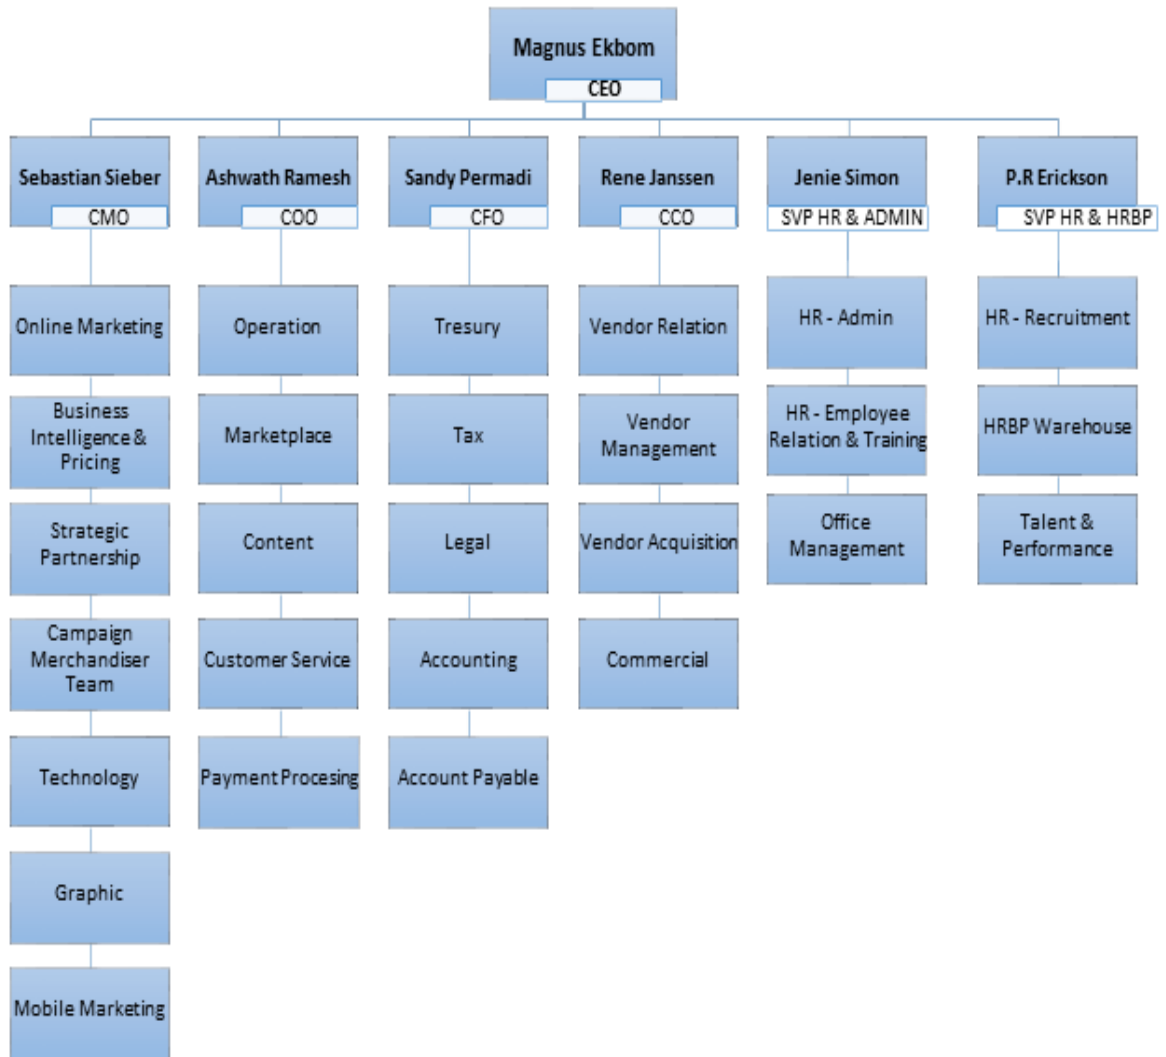 Magnus Ekbom
CEO
Sebastian Sieber
CMO
Ashwath Ramesh
COO
Sandy Permadi
CFO
Rene Janssen
CCO
Jenie Simon
SVP HR & ADMIN
P.R Erickson
SVP HR & HRBP
Online Marketing
Business
Intelligence &
Pricing
Strategic
Partnership
Campaign
Merchandiser
Team
Technology
Graphic
Mobile Marketing
Operation
Marketplace
Content
Customer Service
Payment Procesing
Tresury
Tax
Legal
Accounting
Account Payable
Vendor Relation
Vendor
Management
Vendor Acquisition
Commercial
HR - Admin
HR - Employee
Relation & Training
Office
Management
HR - Recruitment
HRBP Warehouse
Talent &
Performance